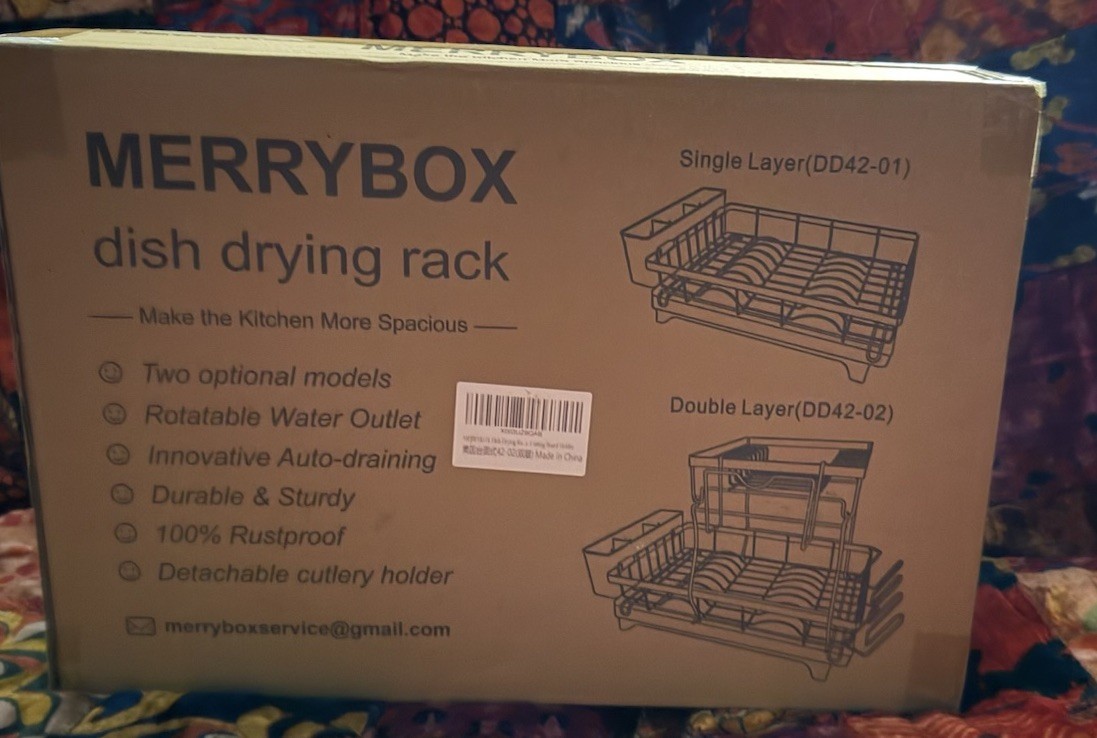 MERRYBOX
MERRYBOX
dish drying rack
Make the Kitchen More Spacious
Two optional models
Rotatable Water Outlet
Innovative Auto-draining
Durable & Sturdy
100% Rustproof
Detachable cutlery holder
merryboxservice@gmail.com
Made in China
Single Layer(DD42-01)
Double Layer(DD42-02)